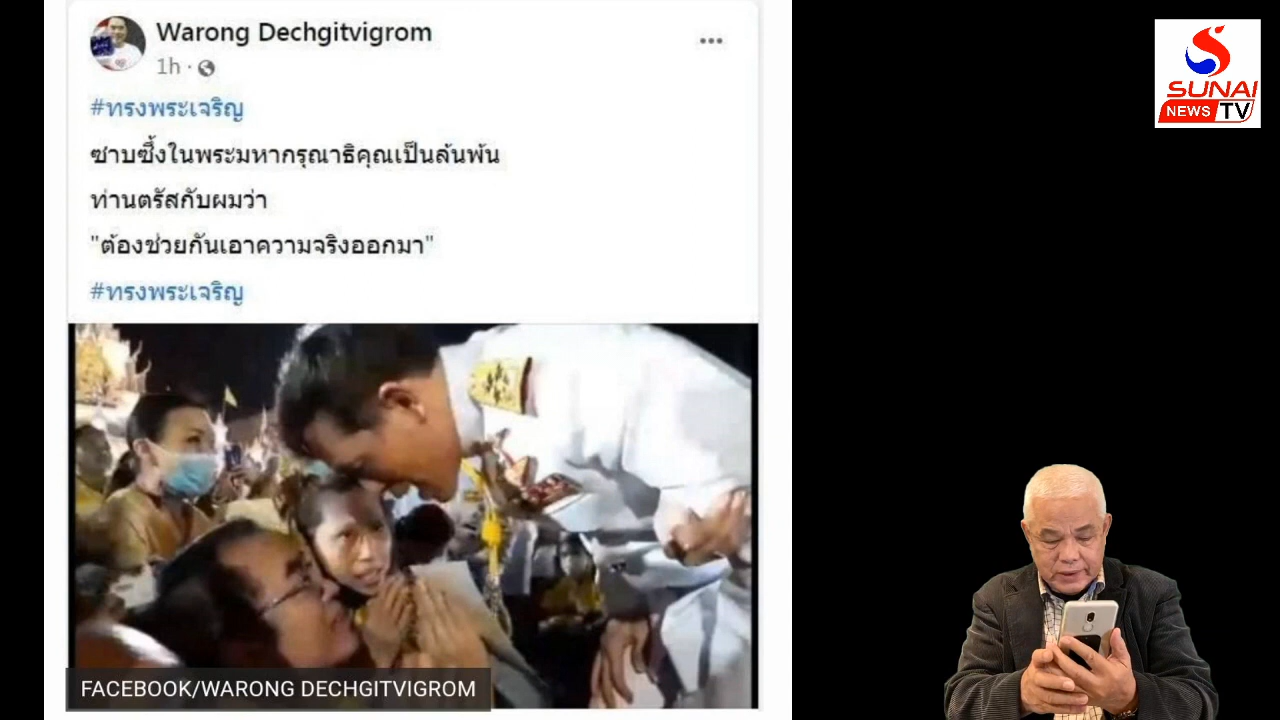 Warong Dechgitvigrom
1h ·
#ทรงพระเจริญ
ซาบซึ้งในพระมหากรุณาธิคุณเป็นล้นพ้น
ท่านตรัสกับผมว่า
"ต้องช่วยกันเอาความจริงออกมา"
#ทรงพระเจริญ
FACEBOOK/WARONG DECHGITVIGROM
SUNAI
NEWS TV